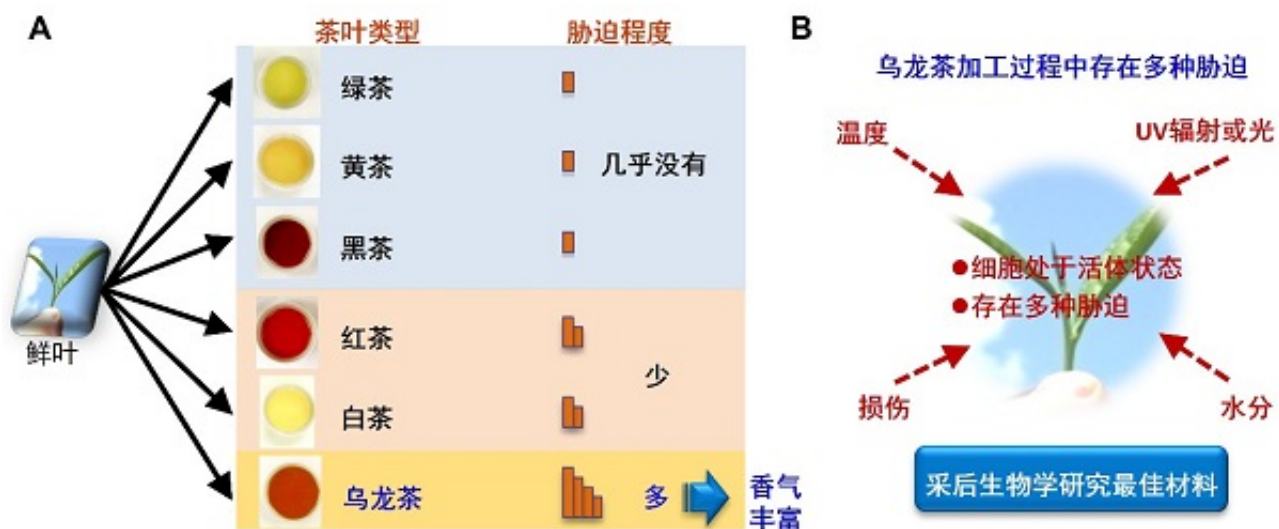 A
茶叶类型 胁迫程度
绿茶
黄茶 几乎没有
黑茶
鲜叶
红茶
少
白茶
乌龙茶 多 香气
丰富
B
乌龙茶加工过程中存在多种胁迫
温度 UV辐射或光
●细胞处于活体状态
●存在多种胁迫
损伤 水分
采后生物学研究最佳材料